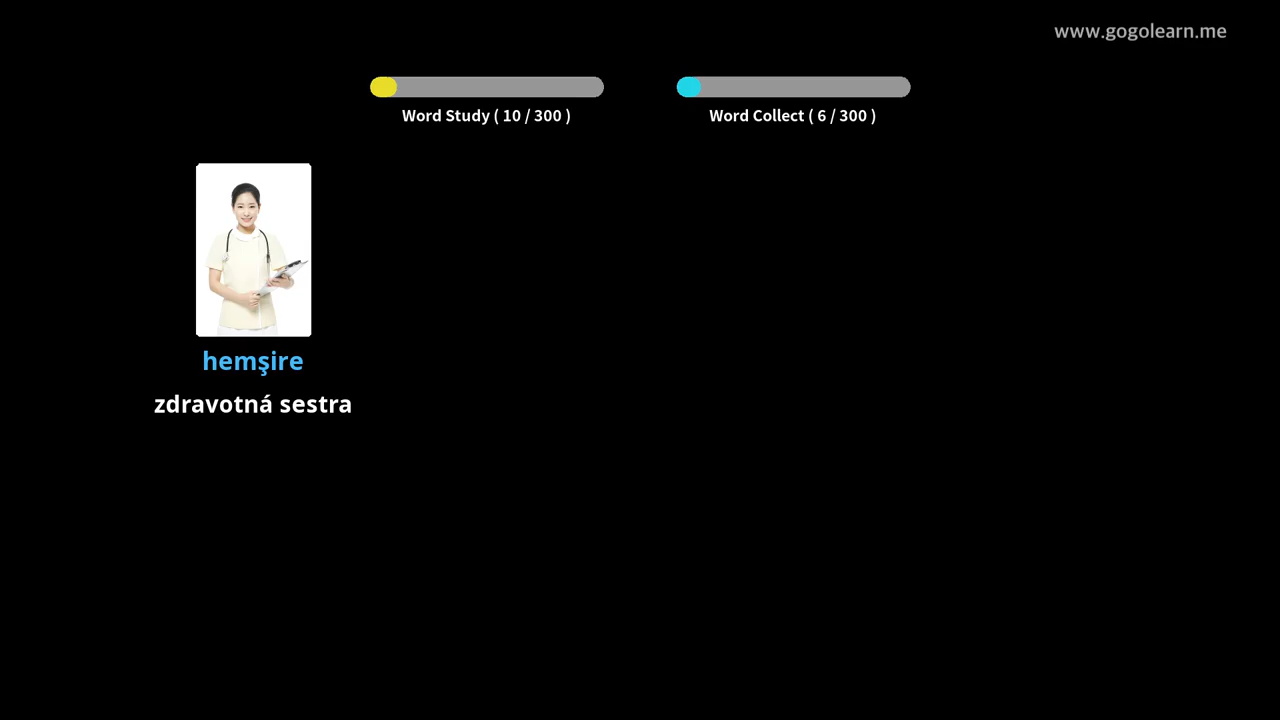 www.gogolearn.me
Word Study ( 10 / 300 )
Word Collect ( 6 / 300 )
hemşire
zdravotná sestra